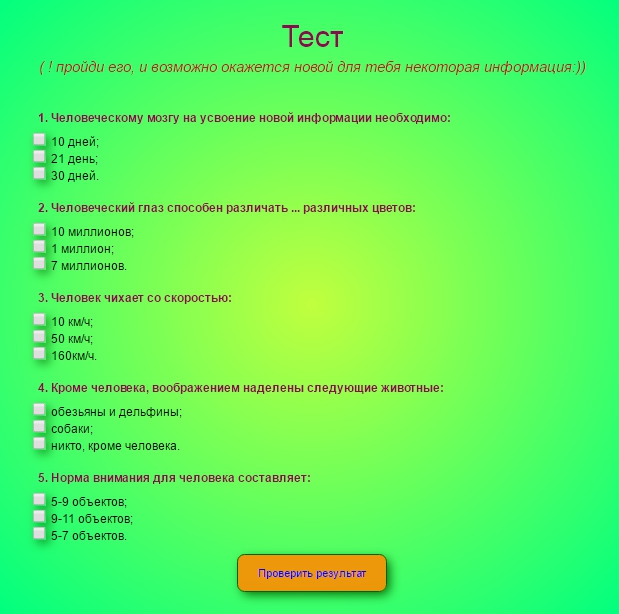 Тест
( ! пройди его, и возможно окажется новой для тебя некоторая информация:))
1. Человеческому мозгу на усвоение новой информации необходимо:
10 дней;
21 день;
30 дней.
2. Человеческий глаз способен различать ... различных цветов:
10 миллионов;
1 миллион;
7 миллионов.
3. Человек чихает со скоростью:
10 км/ч;
50 км/ч;
160км/ч.
4. Кроме человека, воображением наделены следующие животные:
обезьяны и дельфины;
собаки;
никто, кроме человека.
5. Норма внимания для человека составляет:
5-9 объектов;
9-11 объектов;
5-7 объектов.
Проверить результат